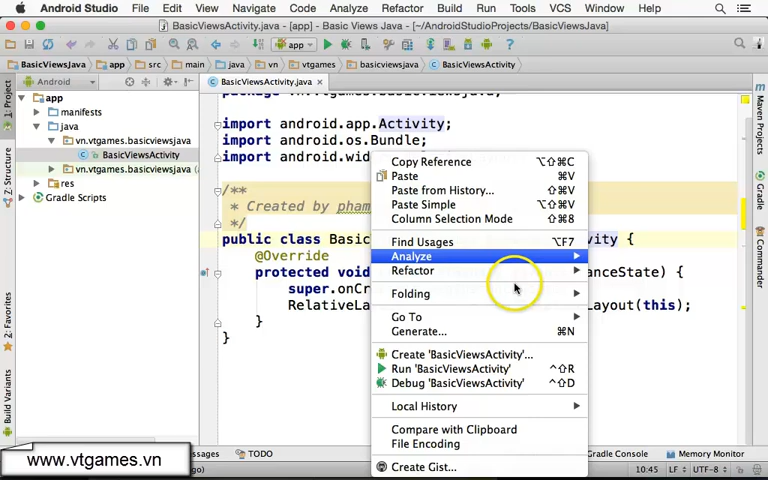 Android Studio File Edit View Navigate Code Analyze Refactor Build Run Tools VCS Window Help
BasicViewsActivity.java - [app] - Basic Views Java - [~/AndroidStudioProjects/BasicViewsJava]
app
BasicViewsJava app src main java vn vtgames basicviewsjava BasicViewsActivity
Android
BasicViewsActivity.java ×
1: Project
7: Structure
2: Favorites
Build Variants
app
manifests
java
vn.vtgames.basicviewsjava
BasicViewsActivity
vn.vtgames.basicviewsjava
res
Gradle Scripts
import android.app.Activity;
import android.os.Bundle;
import android.wid
/**
* Created by pham
*/
public class Basic
vity {
@Override
protected void
anceState) {
super.onCr
RelativeLa
Layout(this);
}
}
Copy Reference ⌥⇧⌘C
Paste ⌘V
Paste from History... ⇧⌘V
Paste Simple ⌥⇧⌘V
Column Selection Mode ⇧⌘8
Find Usages ⌥F7
Analyze
Refactor
Folding
Go To
Generate... ⌘N
Create 'BasicViewsActivity'...
Run 'BasicViewsActivity' ^⇧R
Debug 'BasicViewsActivity' ^⇧D
Local History
Compare with Clipboard
File Encoding
Create Gist...
Maven Projects
Gradle
Commander
ssages TODO
Gradle Console Memory Monitor
go)
10:45 LF UTF-8
www.vtgames.vn